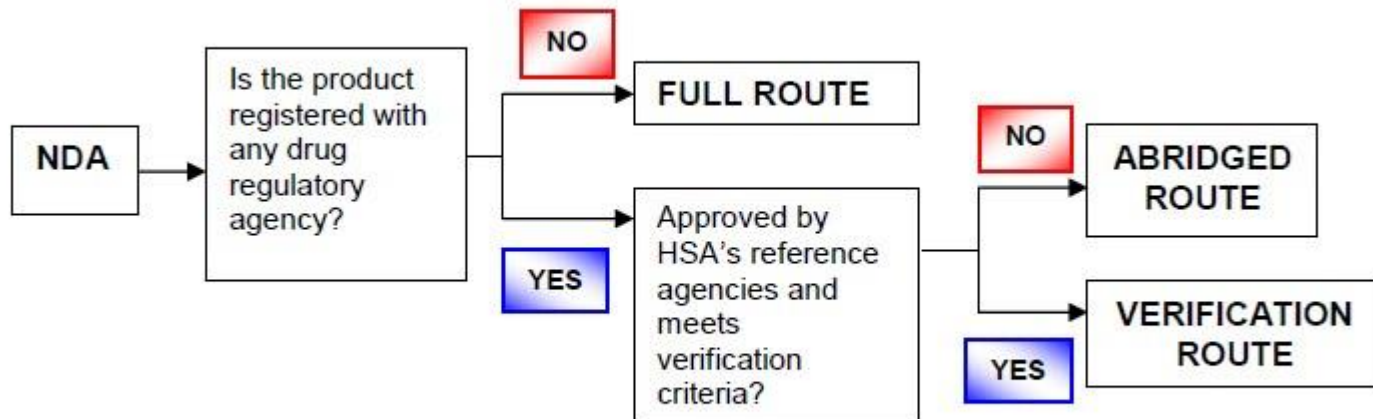 NDA
Is the product
registered with
any drug
regulatory
agency?
NO
FULL ROUTE
YES
Approved by
HSA's reference
agencies and
meets
verification
criteria?
NO
ABRIDGED
ROUTE
YES
VERIFICATION
ROUTE